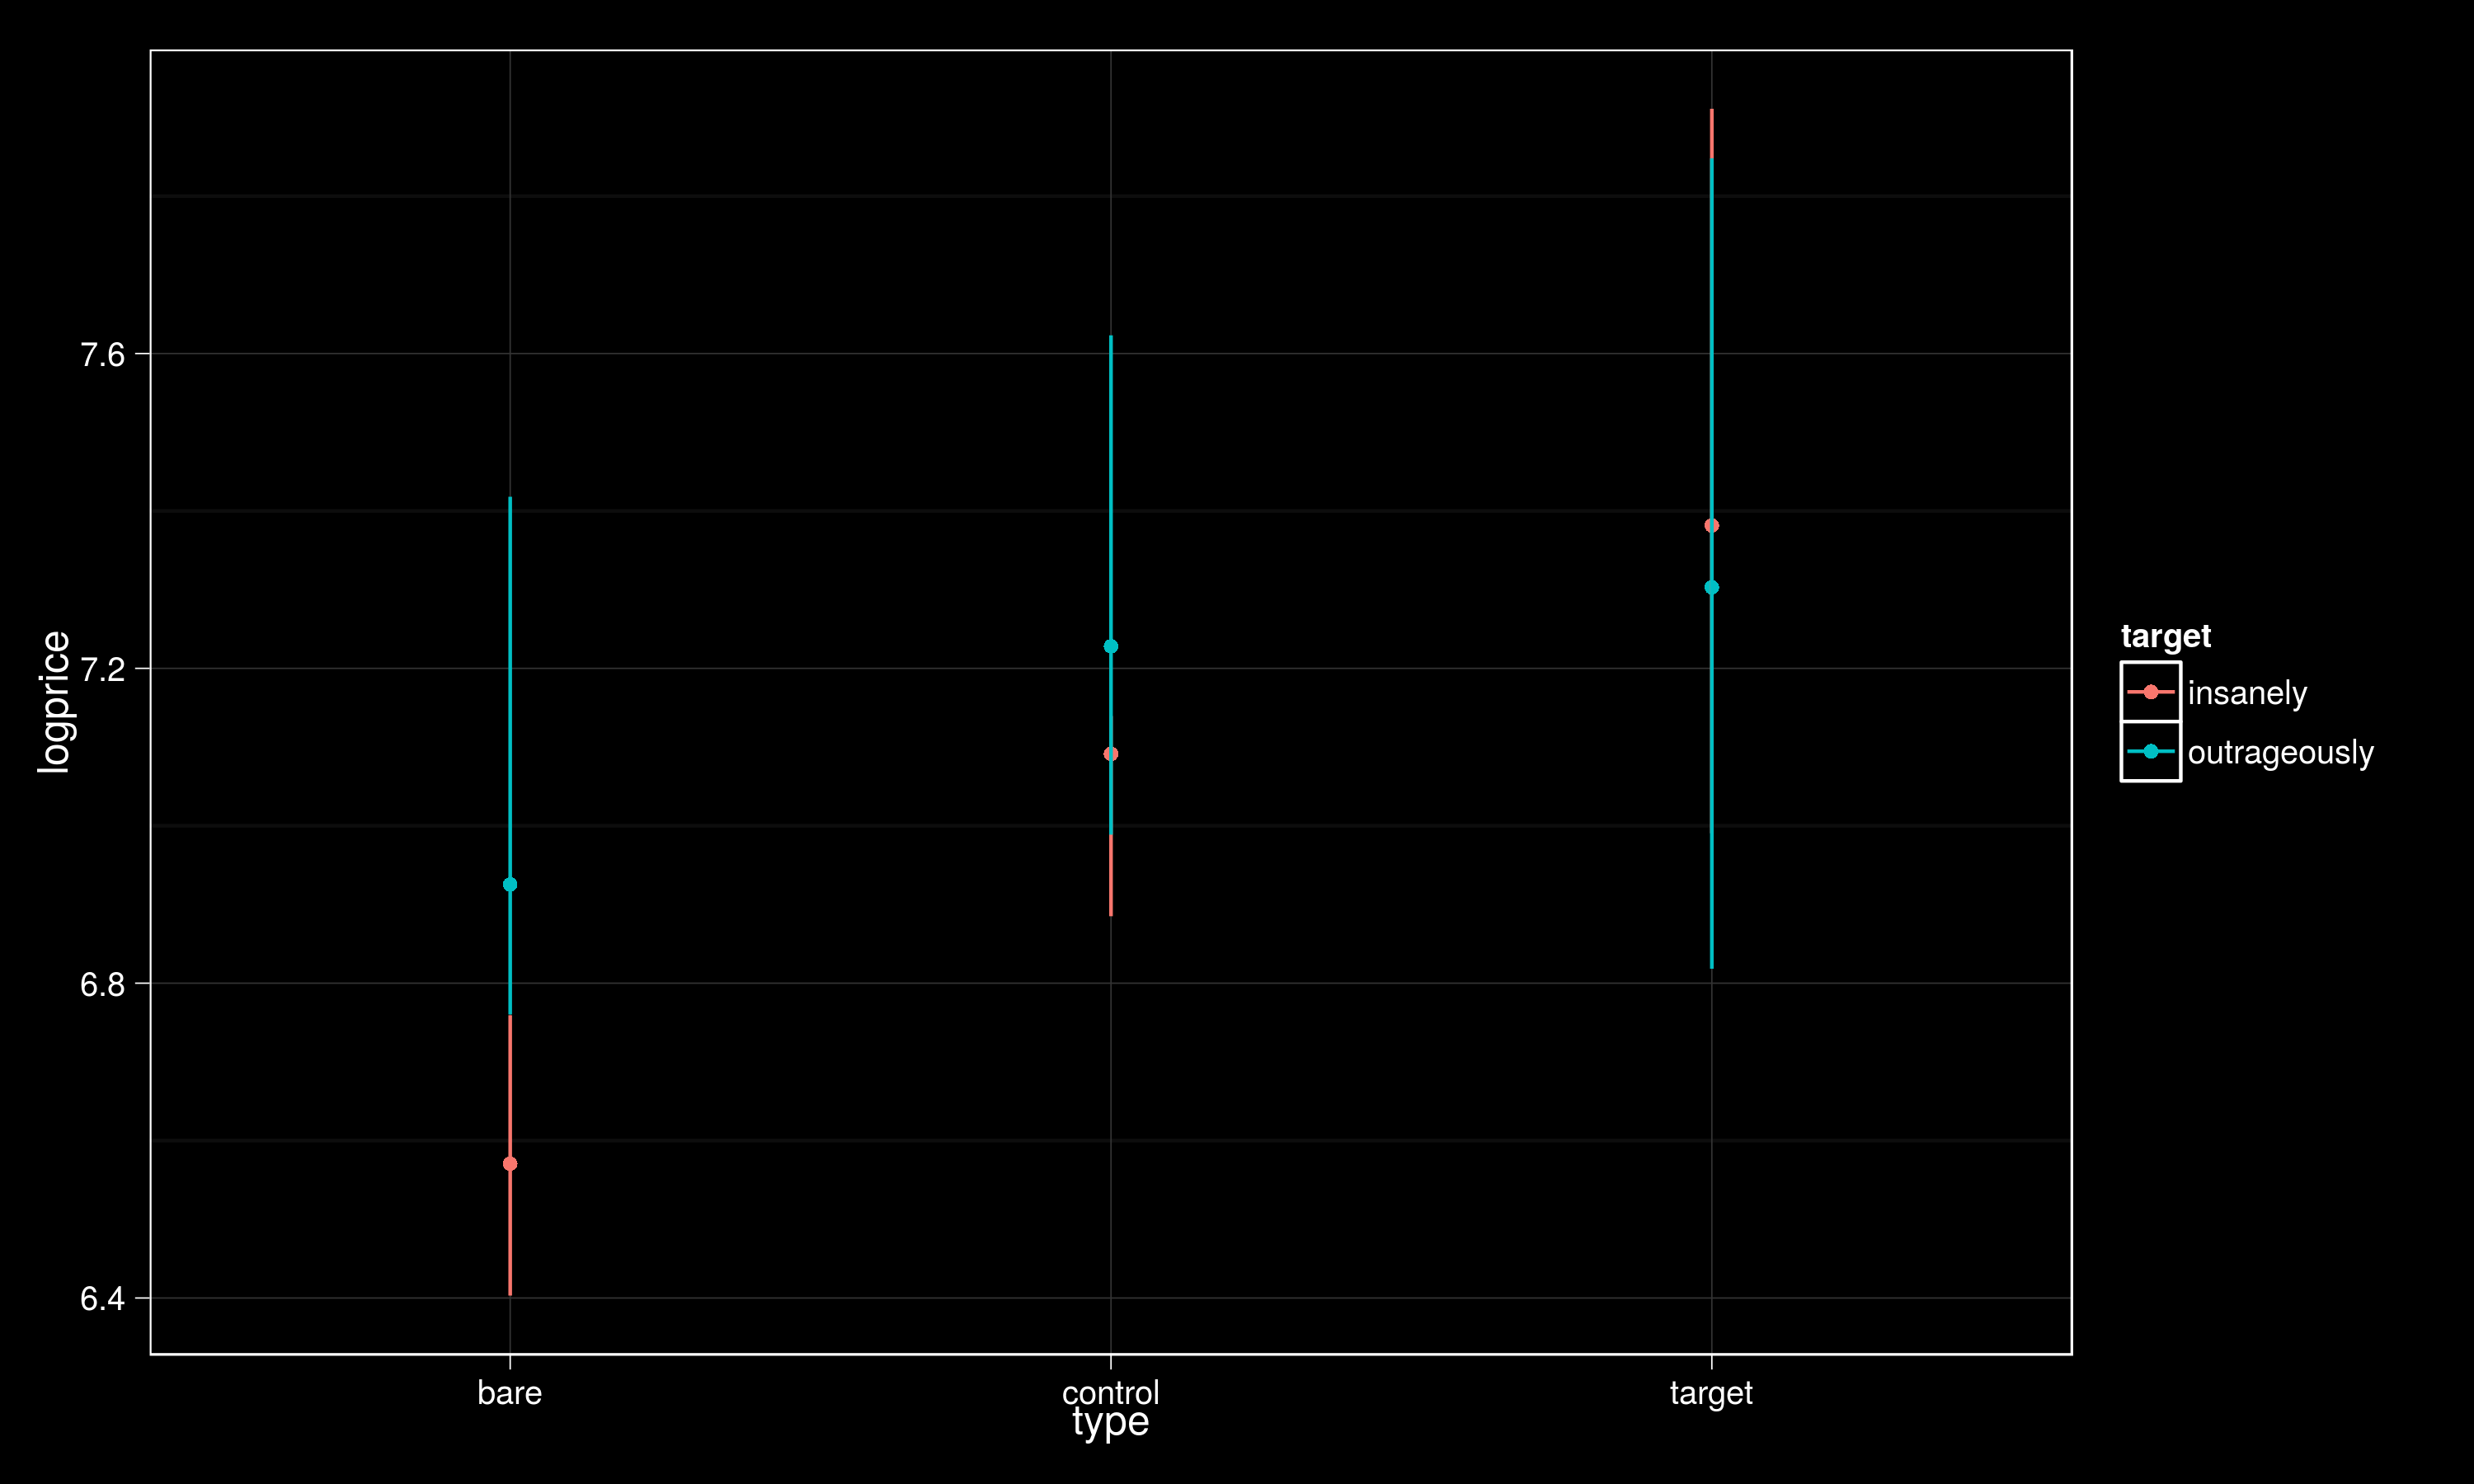 7.6
7.2
6.8
6.4
logprice
bare
control
target
type
target
insanely
outrageously